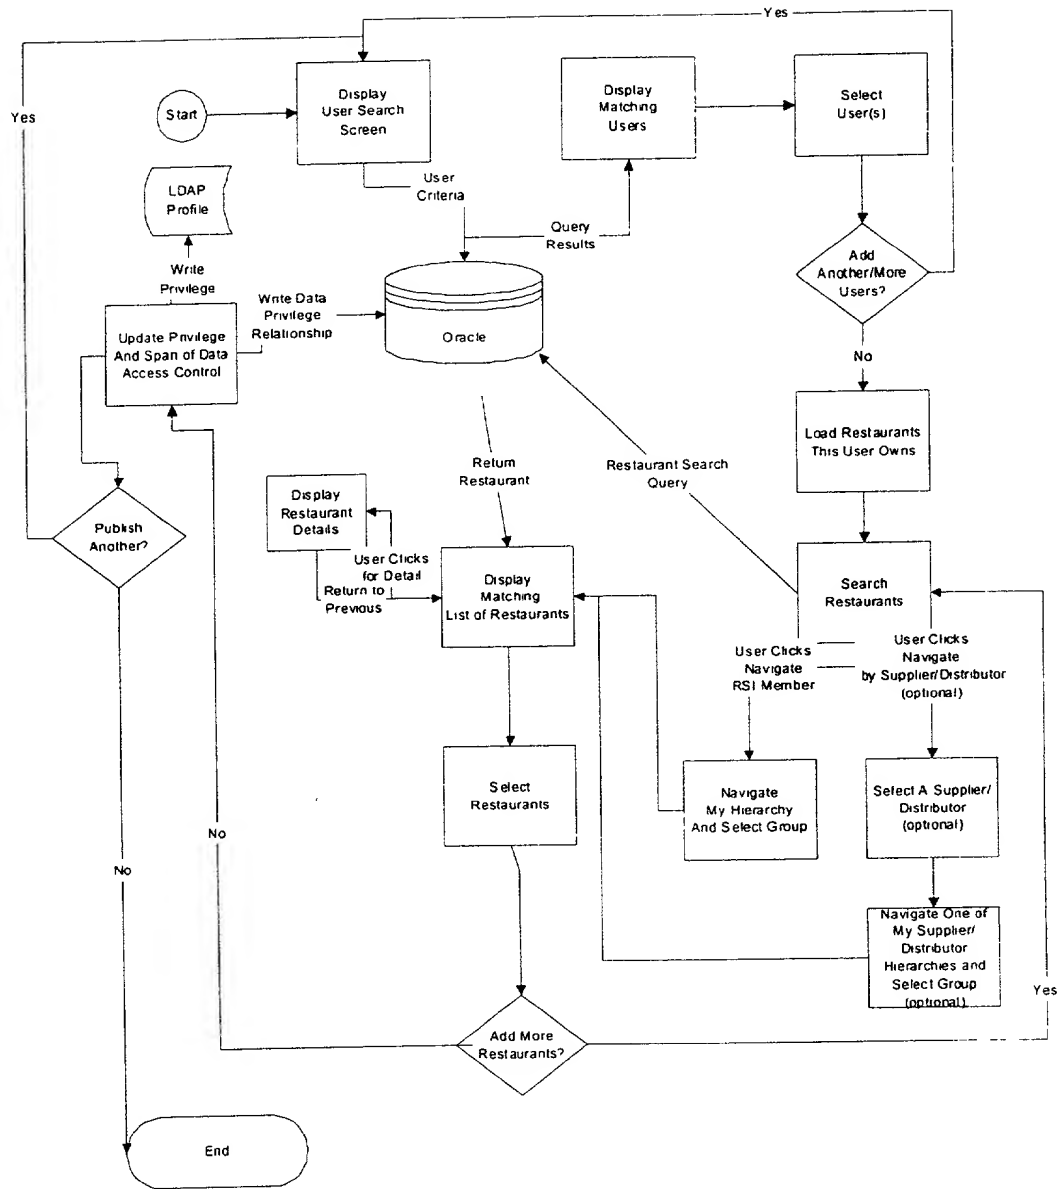 Yes
Yes
Start
Display
User Search
Screen
Display
Matching
Users
Select
User(s)
LDAP
Profile
User
Criteria
Query
Results
Add
Another/More
Users?
Write
Privilege
Write Data
Privilege
Relationship
Oracle
Update Privilege
And Span of Data
Access Control
No
Load Restaurants
This User Owns
Return
Restaurant
Restaurant Search
Query
Display
Restaurant
Details
Publish
Another?
User Clicks
for Detail
Return to
Previous
Display
Matching
List of Restaurants
Search
Restaurants
User Clicks
Navigate
RSI Member
User Clicks
Navigate
by Supplier/Distributor
(optional)
Select
Restaurants
Navigate
My Hierarchy
And Select Group
Select A Supplier/
Distributor
(optional)
No
No
Navigate One of
My Supplier/
Distributor
Hierarchies and
Select Group
(optional)
Yes
Add More
Restaurants?
End